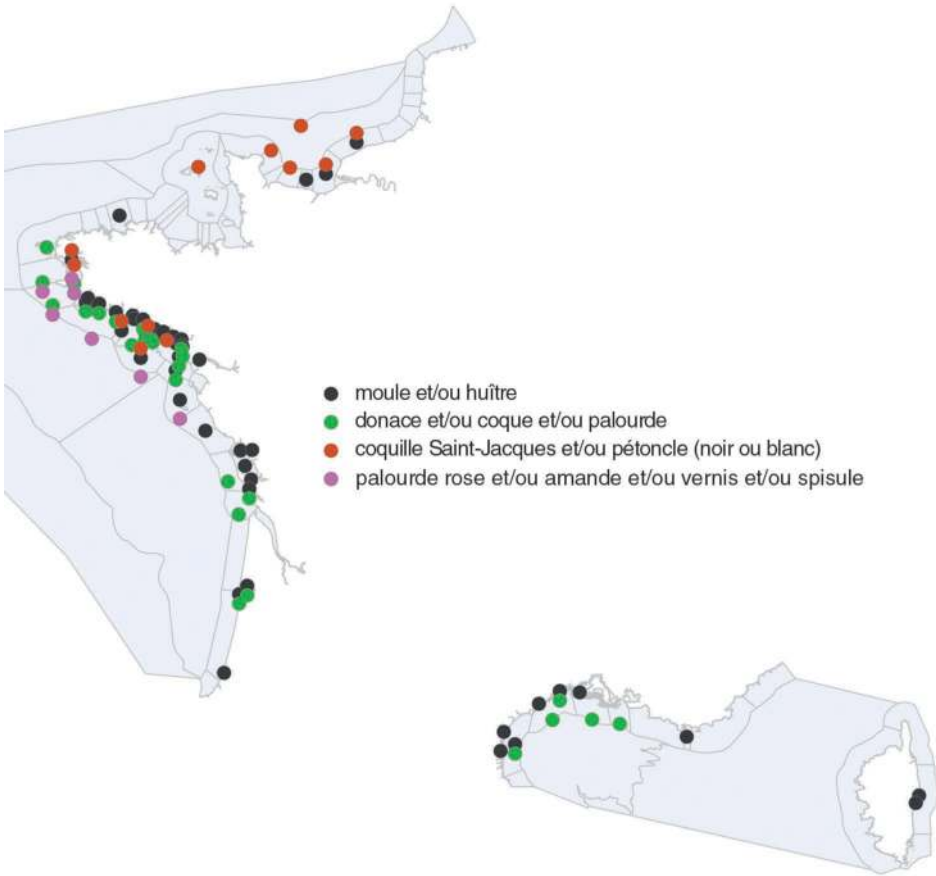 moule et/ou huître
donace et/ou coque et/ou palourde
coquille Saint-Jacques et/ou pétoncle (noir ou blanc)
palourde rose et/ou amande et/ou vernis et/ou spisule